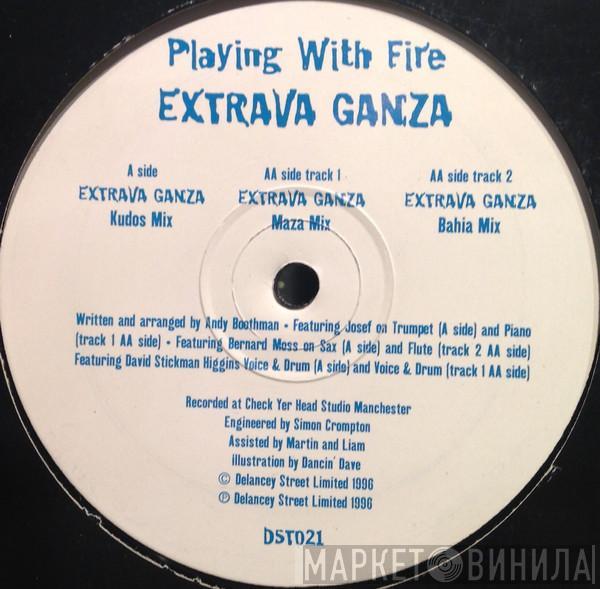 Playing With Fire
EXTRAVA GANZA
A side
EXTRAVA GANZA
Kudos Mix
AA side track 1
EXTRAVA GANZA
Maza Mix
AA side track 2
EXTRAVA GANZA
Bahia Mix
Written and arranged by Andy Boothman - Featuring Josef on Trumpet (A side) and Piano
(track 1 AA side) - Featuring Bernard Moss on Sax (A side) and Flute (track 2 AA side)
Featuring David Stickman Higgins Voice & Drum (A side) and Voice & Drum (track 1 AA side)
Recorded at Check Yer Head Studio Manchester
Engineered by Simon Crompton
Assisted by Martin and Liam
illustration by Dancin' Dave
© Delancey Street Limited 1996
℗ Delancey Street Limited 1996
DST021
МАРКЕТ ВИНИЛА